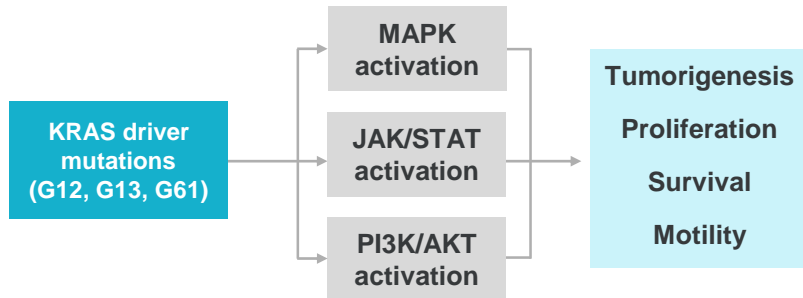 KRAS driver
mutations
(G12, G13, G61)
MAPK
activation
JAK/STAT
activation
PI3K/AKT
activation
Tumorigenesis
Proliferation
Survival
Motility